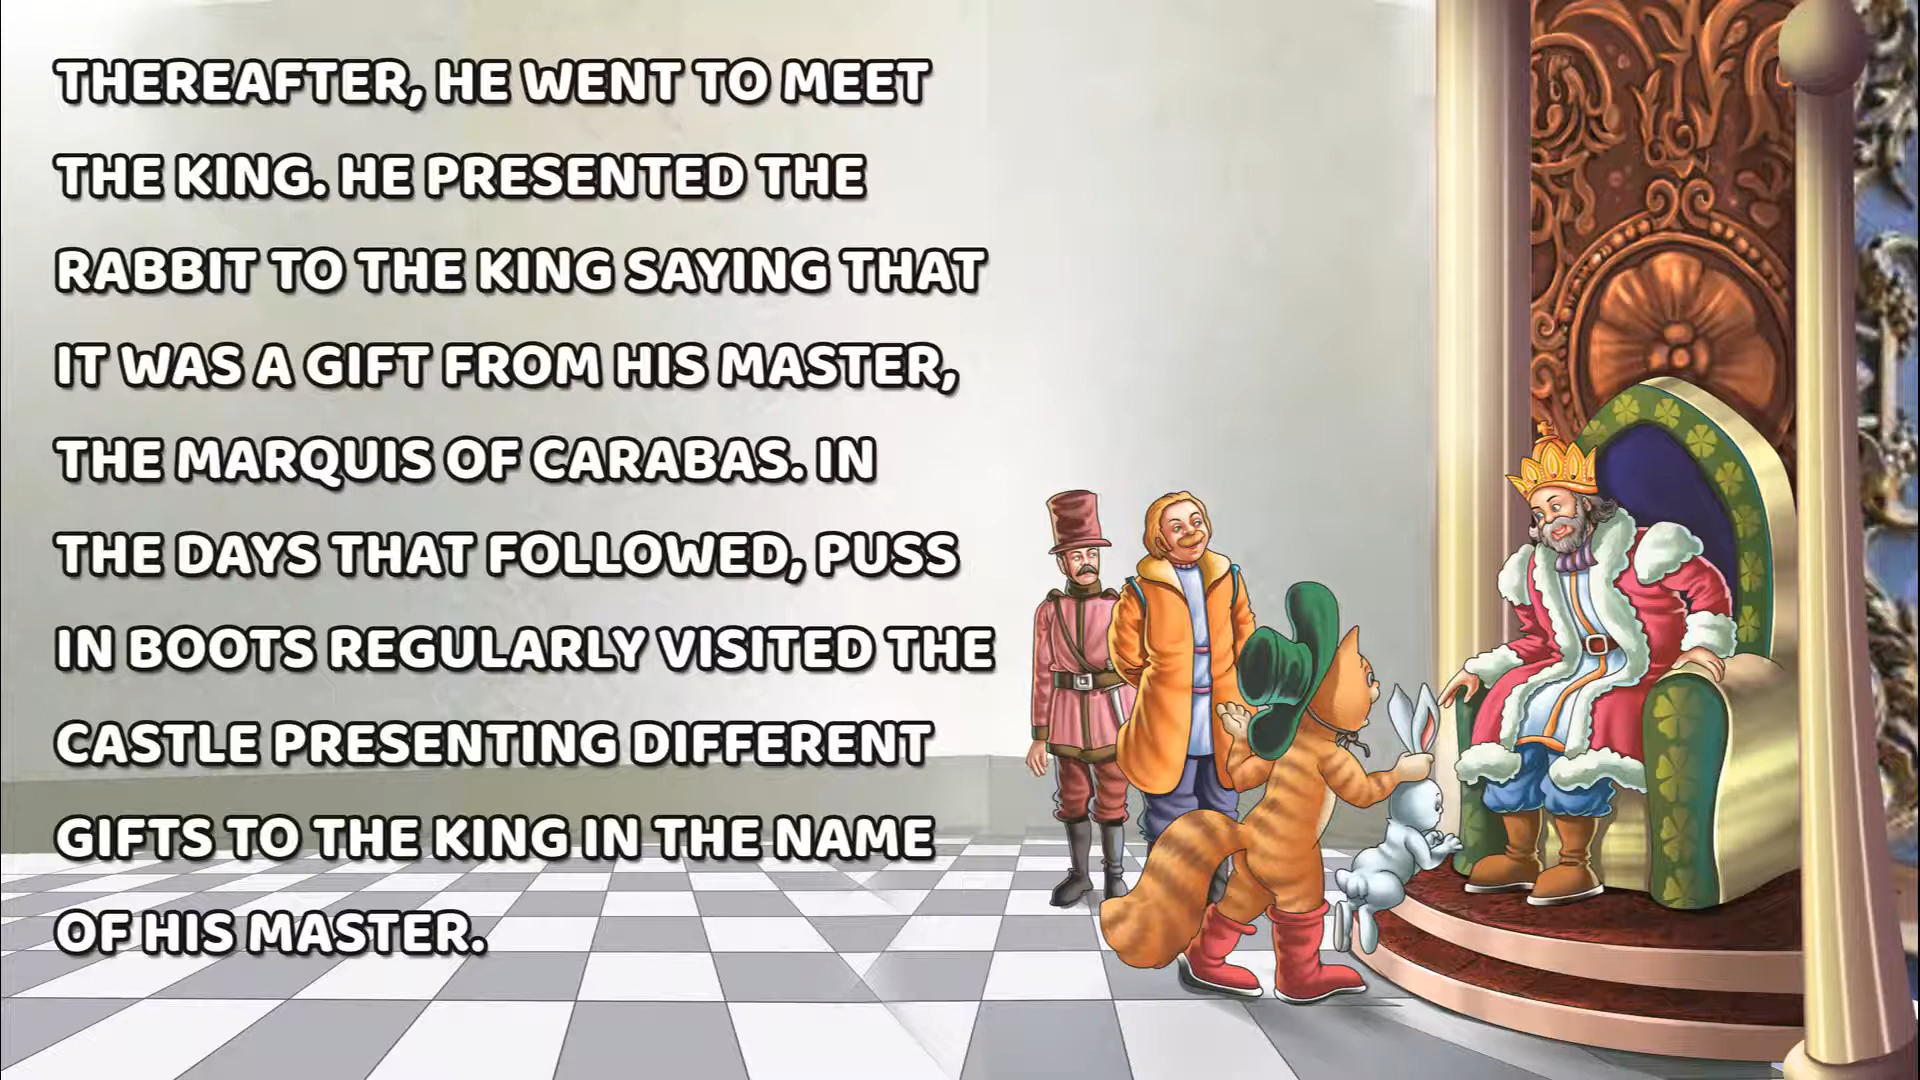 THEREAFTER, HE WENT TO MEET
THE KING. HE PRESENTED THE
RABBIT TO THE KING SAYING THAT
IT WAS A GIFT FROM HIS MASTER,
THE MARQUIS OF CARABAS. IN
THE DAYS THAT FOLLOWED, PUSS
IN BOOTS REGULARLY VISITED THE
CASTLE PRESENTING DIFFERENT
GIFTS TO THE KING IN THE NAME
OF HIS MASTER.